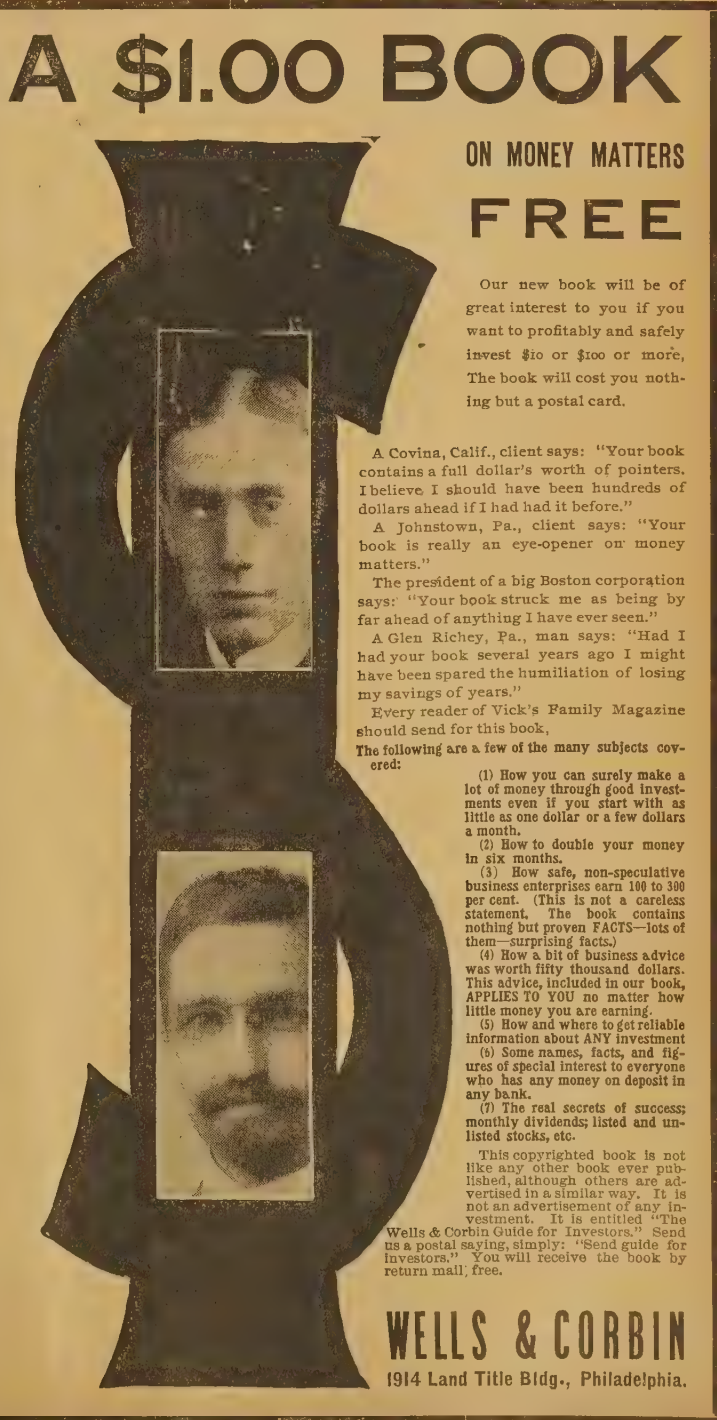 A $1.00 BOOK
ON MONEY MATTERS
FREE
Our new book will be of
great interest to you if you
want to profitably and safely
invest $10 or $100 or more,
The book will cost you noth-
ing but a postal card.
A Covina, Calif., client says: "Your book
contains a full dollar's worth of pointers.
I believe I should have been hundreds of
dollars ahead if I had had it before."
A Johnstown, Pa., client says: "Your
book is really an eye-opener on money
matters."
The president of a big Boston corporation
says: "Your book struck me as being by
far ahead of anything I have ever seen."
A Glen Richey, Pa., man says: "Had I
had your book several years ago I might
have been spared the humiliation of losing
my savings of years."
Every reader of Vick's Family Magazine
should send for this book,
The following are a few of the many subjects cov-
ered:
(1) How you can surely make a
lot of money through good invest-
ments even if you start with as
little as one dollar or a few dollars
a month.
(2) How to double your money
in six months.
(3) How safe, non-speculative
business enterprises earn 100 to 300
per cent. (This is not a careless
statement. The book contains
nothing but proven FACTS—lots of
them—surprising facts.)
(4) How a bit of business advice
was worth fifty thousand dollars.
This advice, included in our book,
APPLIES TO YOU no matter how
little money you are earning.
(5) How and where to get reliable
information about ANY investment
(6) Some names, facts, and fig-
ures of special interest to everyone
who has any money on deposit in
any bank.
(7) The real secrets of success;
monthly dividends; listed and un-
listed stocks, etc.
This copyrighted book is not
like any other book ever pub-
lished, although others are ad-
vertised in a similar way. It is
not an advertisement of any in-
vestment. It is entitled "The
Wells & Corbin Guide for Investors." Send
us a postal saying, simply: "Send guide for
investors." You will receive the book by
return mail, free.
WELLS & CORBIN
1914 Land Title Bldg., Philadelphia.